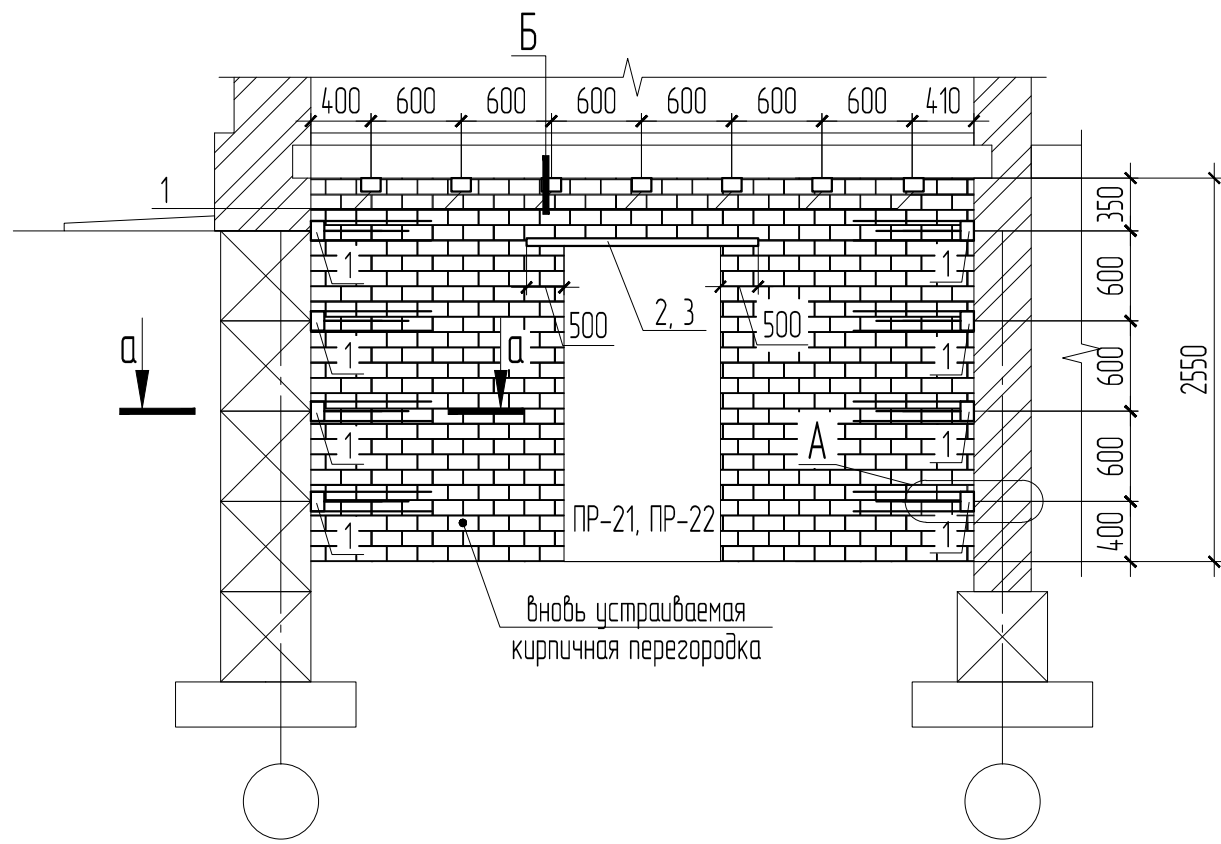 Б
400 600 600 600 600 600 600 410
1
350
1 1
600
500 2, 3 500
2550
а а
1 1
600
А
1 1
600
ПР-21, ПР-22
1 1
400
вновь устраиваемая
кирпичная перегородка